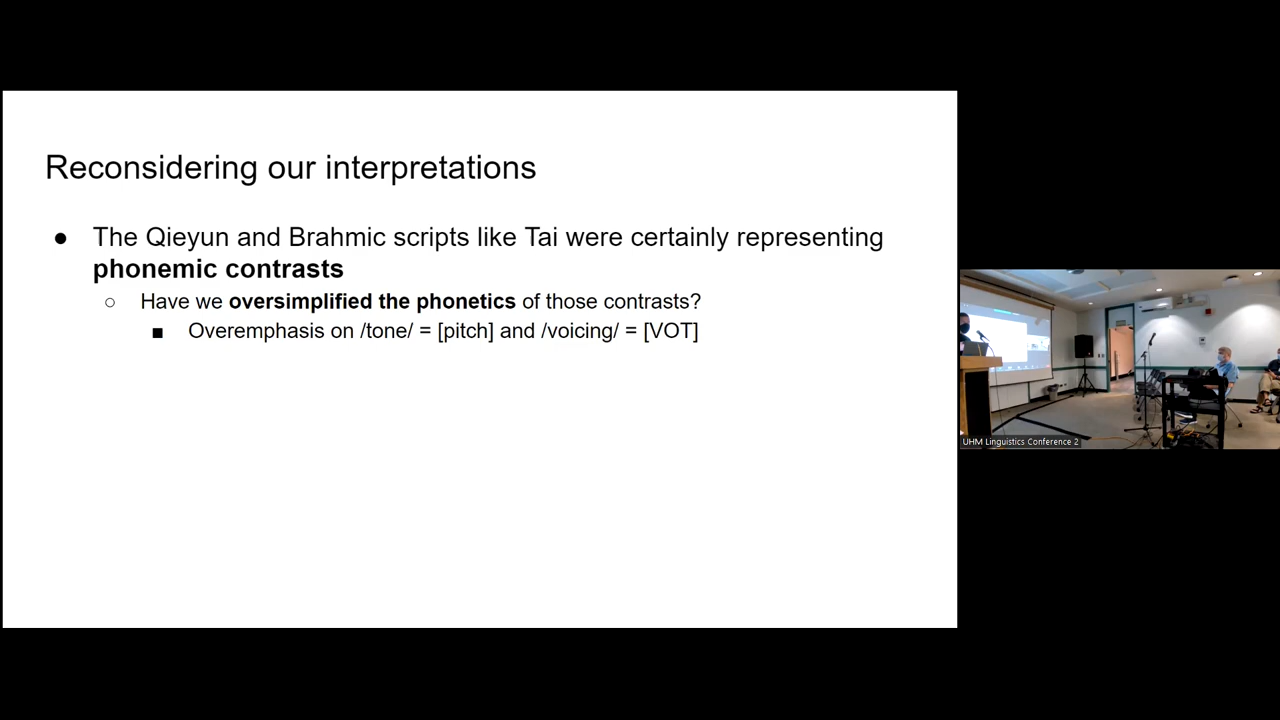 Reconsidering our interpretations
● The Qieyun and Brahmic scripts like Tai were certainly representing
phonemic contrasts
○ Have we oversimplified the phonetics of those contrasts?
■ Overemphasis on /tone/ = [pitch] and /voicing/ = [VOT]
UHM Linguistics Conference 2